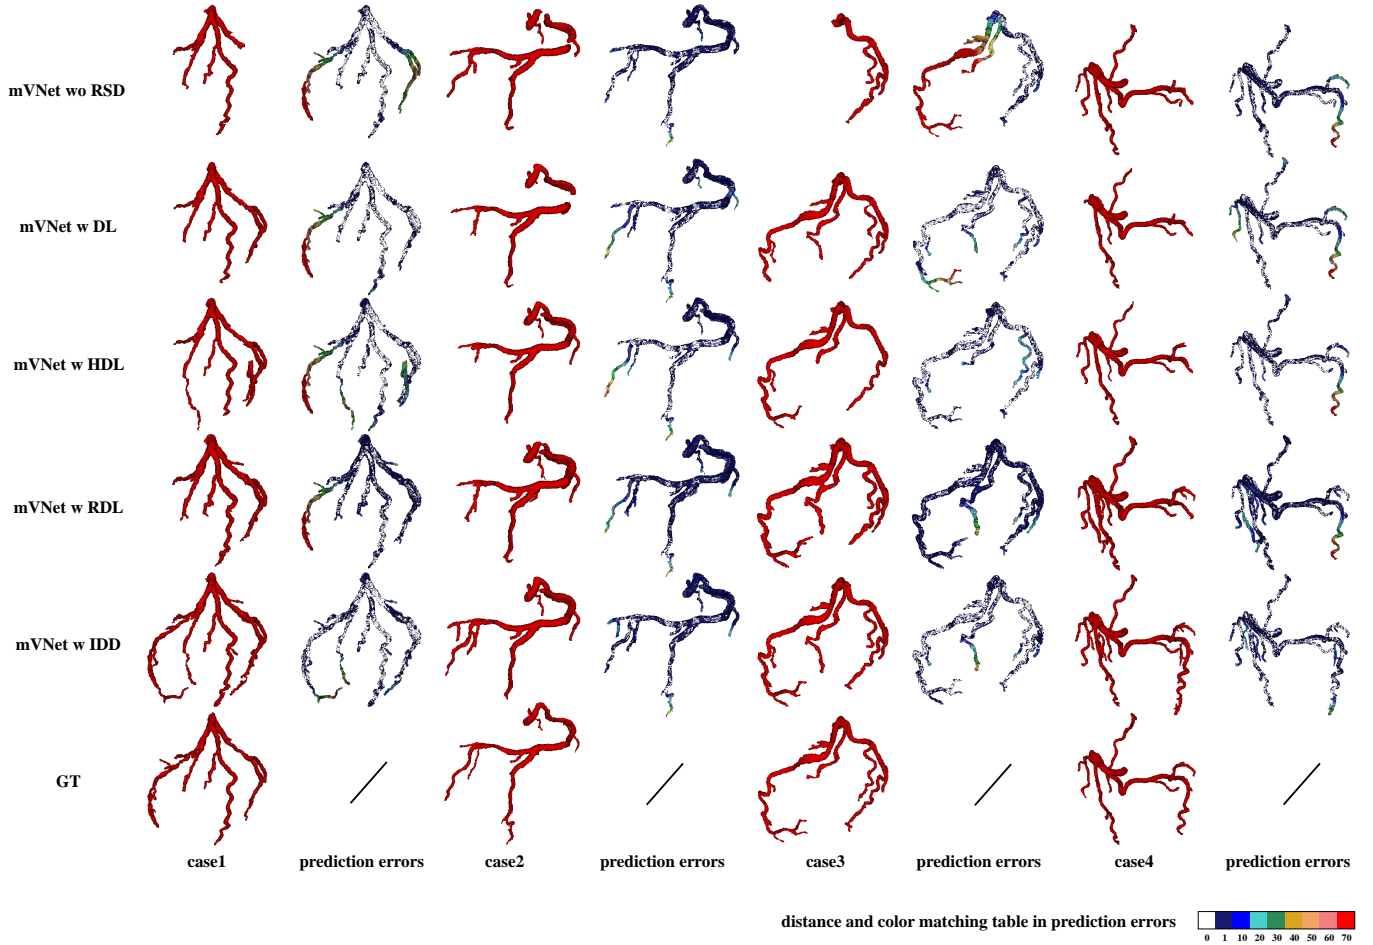 mVNet wo RSD
mVNet w DL
mVNet w HDL
mVNet w RDL
mVNet w IDD
GT
case1 prediction errors case2 prediction errors case3 prediction errors case4 prediction errors
distance and color matching table in prediction errors
0 1 10 20 30 40 50 60 70